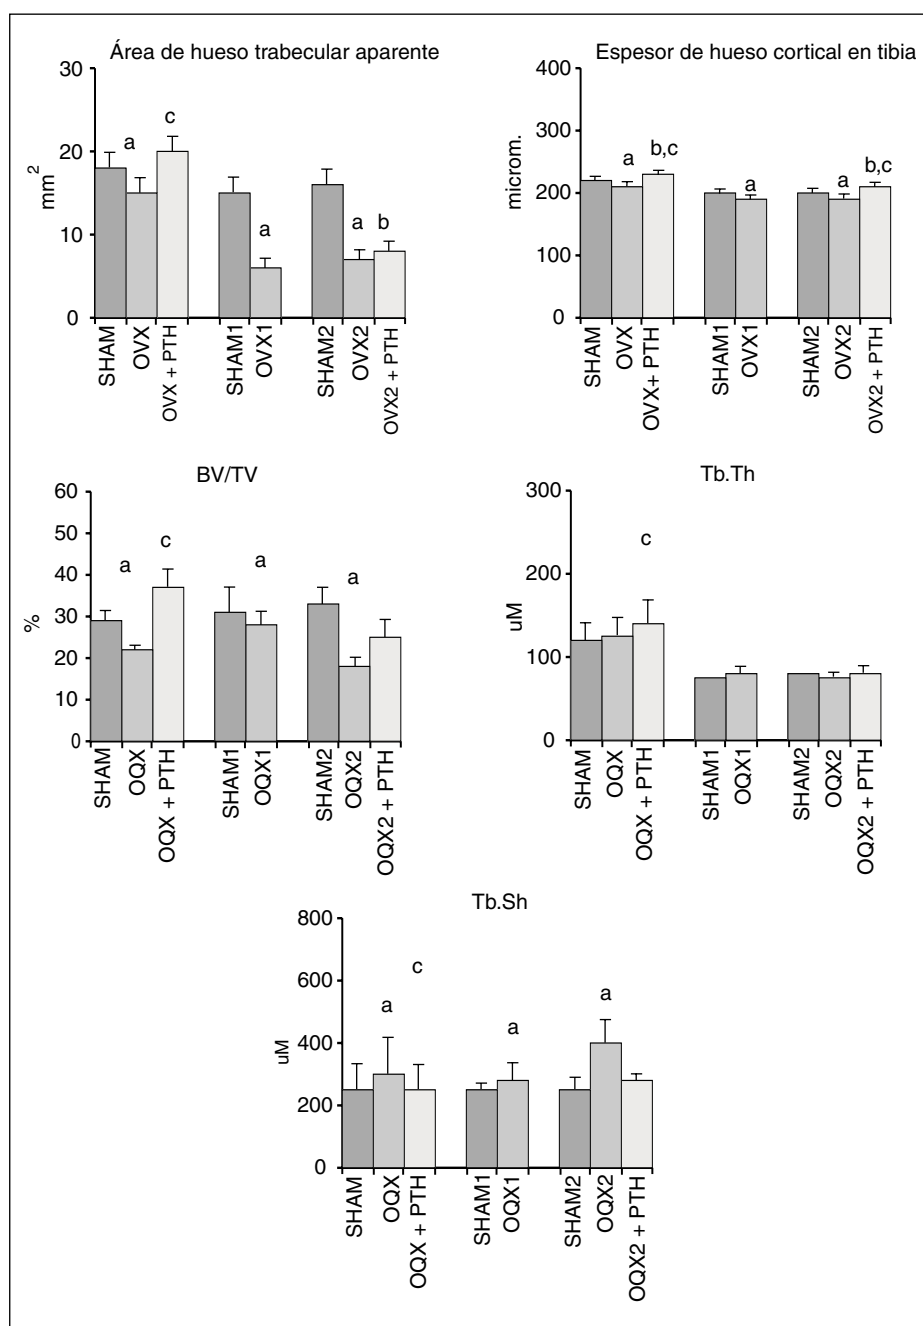 Área de hueso trabecular aparente
30
20
10
0
mm2
a
c
a
a
b
SHAM
OVX
OVX + PTH
SHAM1
OVX1
SHAM2
OVX2
OVX2 + PTH
Espesor de hueso cortical en tibia
400
300
200
100
0
microm.
a
b,c
a
a
b,c
SHAM
OVX
OVX+ PTH
SHAM1
OVX1
SHAM2
OVX2
OVX2 + PTH
BV/TV
60
50
40
30
20
10
0
%
a
c
a
a
SHAM
OQX
OQX + PTH
SHAM1
OQX1
SHAM2
OQX2
OQX2 + PTH
Tb.Th
300
200
100
0
uM
c
SHAM
OQX
OQX + PTH
SHAM1
OQX1
SHAM2
OQX2
OQX2 + PTH
Tb.Sh
800
600
400
200
0
uM
a
c
a
a
SHAM
OQX
OQX + PTH
SHAM1
OQX1
SHAM2
OQX2
OQX2 + PTH